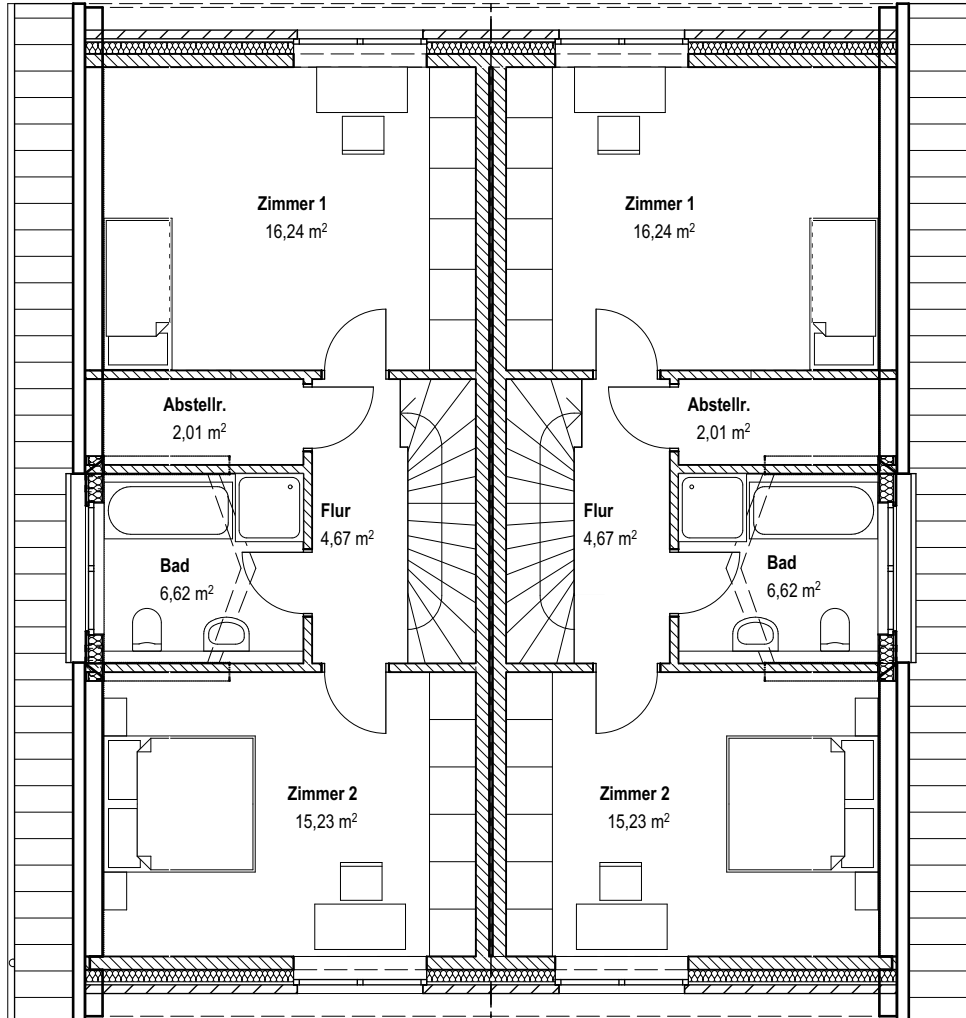 Zimmer 1
16,24 m²
Zimmer 1
16,24 m²
Abstellr.
2,01 m²
Abstellr.
2,01 m²
Flur
4,67 m²
Flur
4,67 m²
Bad
6,62 m²
Bad
6,62 m²
Zimmer 2
15,23 m²
Zimmer 2
15,23 m²